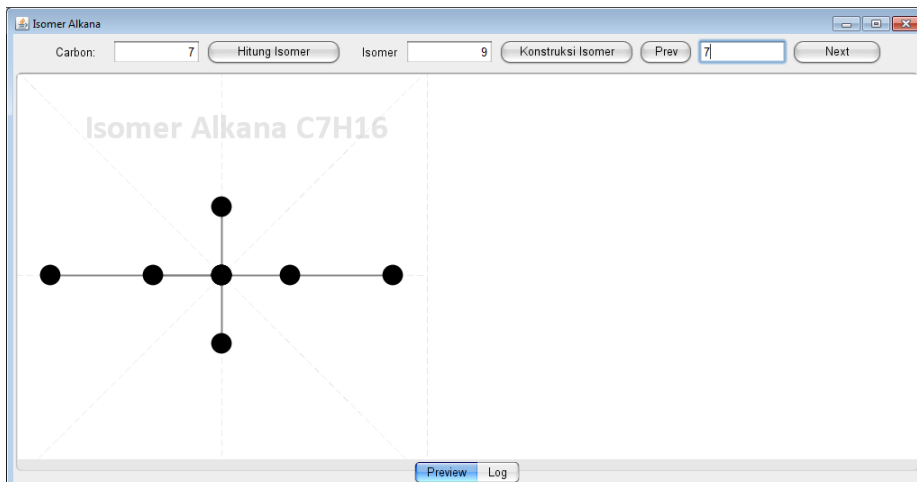 Isomer Alkana
Carbon: 7 Hitung Isomer Isomer 9 Konstruksi Isomer Prev 7 Next
Isomer Alkana C7H16
Preview Log